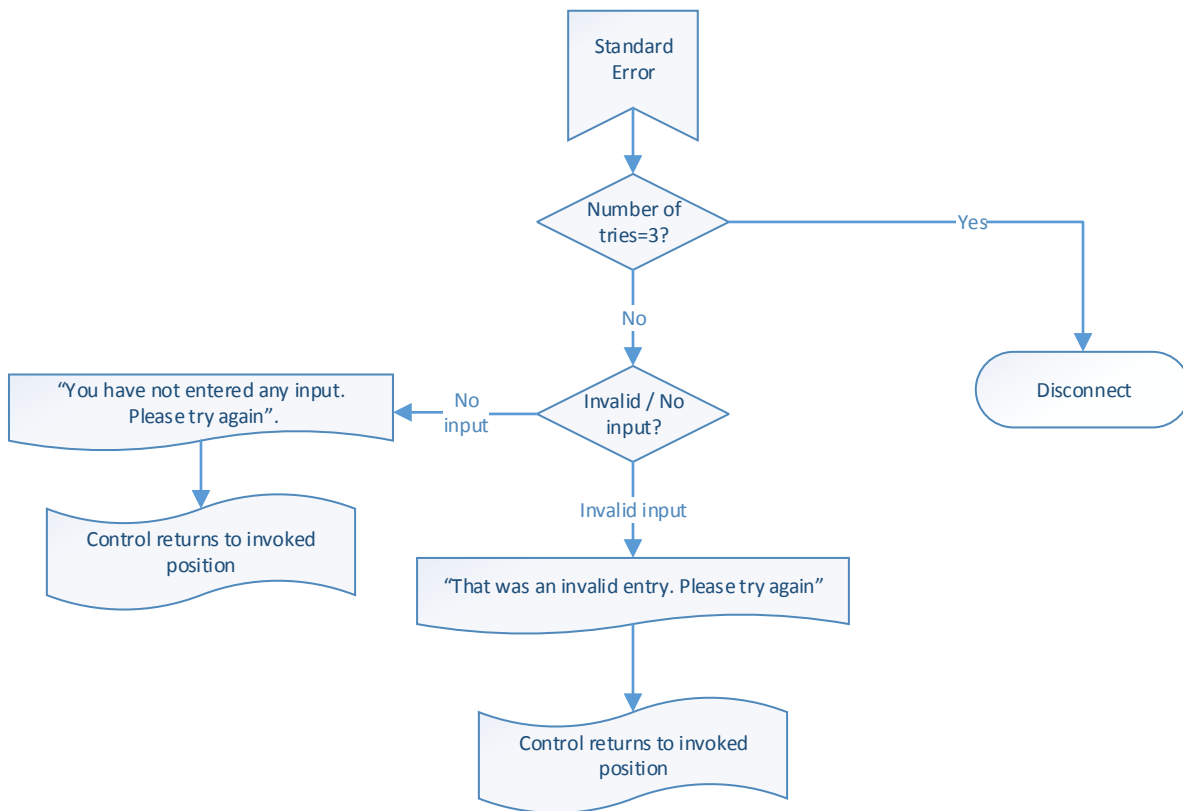 Standard
Error
Number of
tries=3?
Yes
No
Disconnect
“You have not entered any input.
Please try again”.
No
input
Invalid / No
input?
Control returns to invoked
position
Invalid input
“That was an invalid entry. Please try again”
Control returns to invoked
position